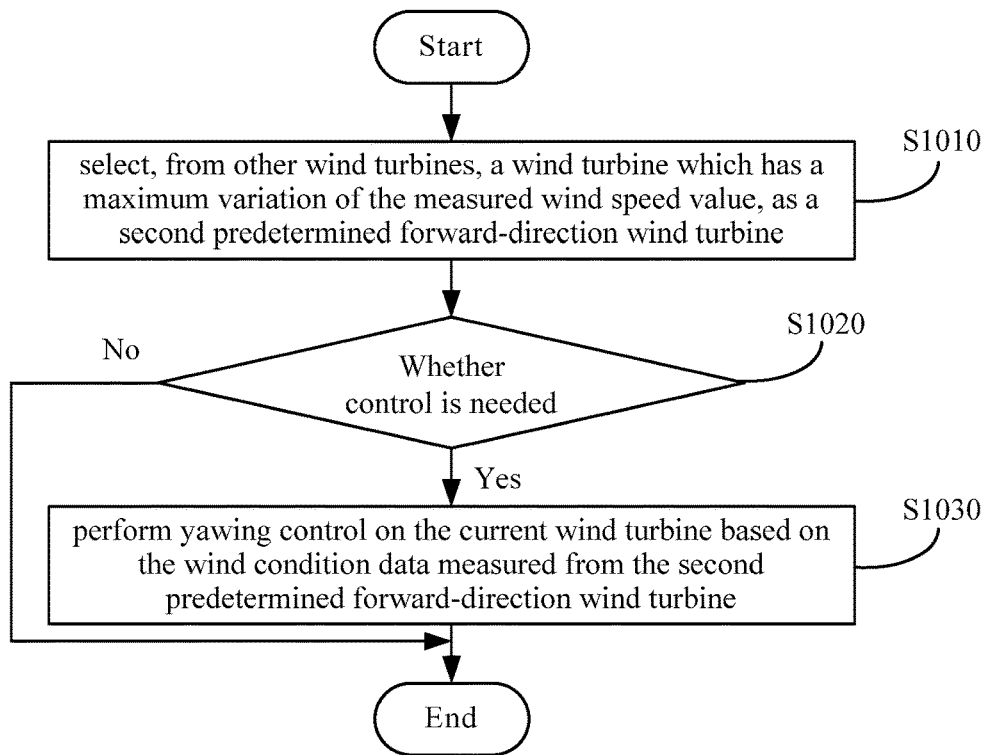 Start
S1010
select, from other wind turbines, a wind turbine which has a
maximum variation of the measured wind speed value, as a
second predetermined forward-direction wind turbine
S1020
No
Whether
control is needed
Yes
S1030
perform yawing control on the current wind turbine based on
the wind condition data measured from the second
predetermined forward-direction wind turbine
End